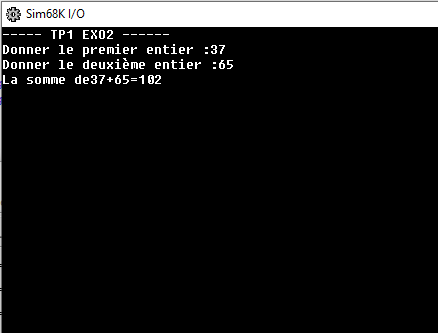 Sim68K I/O
----- TP1 EXO2 ------
Donner le premier entier :37
Donner le deuxième entier :65
La somme de37+65=102